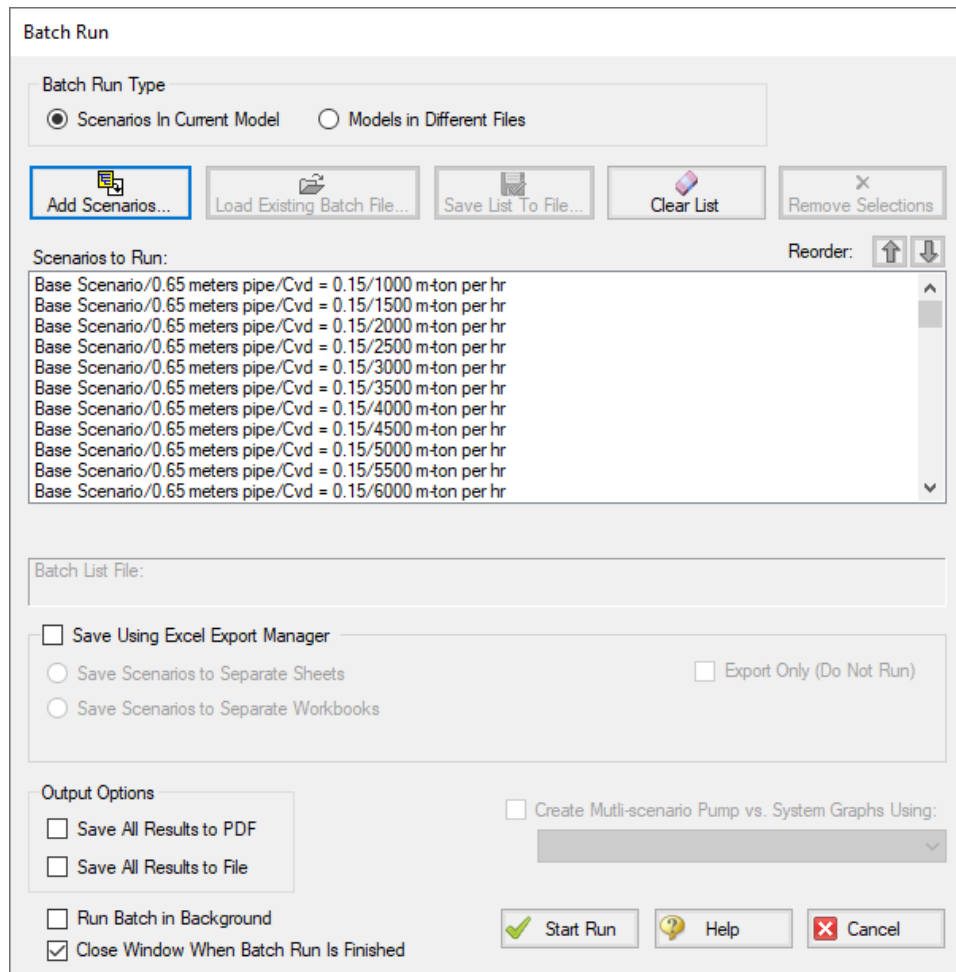 Batch Run
Batch Run Type
Scenarios In Current Model Models in Different Files
Add Scenarios... Load Existing Batch File... Save List To File... Clear List Remove Selections
Scenarios to Run: Reorder:
Base Scenario/0.65 meters pipe/Cvd = 0.15/1000 m-ton per hr
Base Scenario/0.65 meters pipe/Cvd = 0.15/1500 m-ton per hr
Base Scenario/0.65 meters pipe/Cvd = 0.15/2000 m-ton per hr
Base Scenario/0.65 meters pipe/Cvd = 0.15/2500 m-ton per hr
Base Scenario/0.65 meters pipe/Cvd = 0.15/3000 m-ton per hr
Base Scenario/0.65 meters pipe/Cvd = 0.15/3500 m-ton per hr
Base Scenario/0.65 meters pipe/Cvd = 0.15/4000 m-ton per hr
Base Scenario/0.65 meters pipe/Cvd = 0.15/4500 m-ton per hr
Base Scenario/0.65 meters pipe/Cvd = 0.15/5000 m-ton per hr
Base Scenario/0.65 meters pipe/Cvd = 0.15/5500 m-ton per hr
Base Scenario/0.65 meters pipe/Cvd = 0.15/6000 m-ton per hr
Batch List File:
Save Using Excel Export Manager
Save Scenarios to Separate Sheets Export Only (Do Not Run)
Save Scenarios to Separate Workbooks
Output Options
Create Mutli-scenario Pump vs. System Graphs Using:
Save All Results to PDF
Save All Results to File
Run Batch in Background
Start Run Help Cancel
Close Window When Batch Run Is Finished